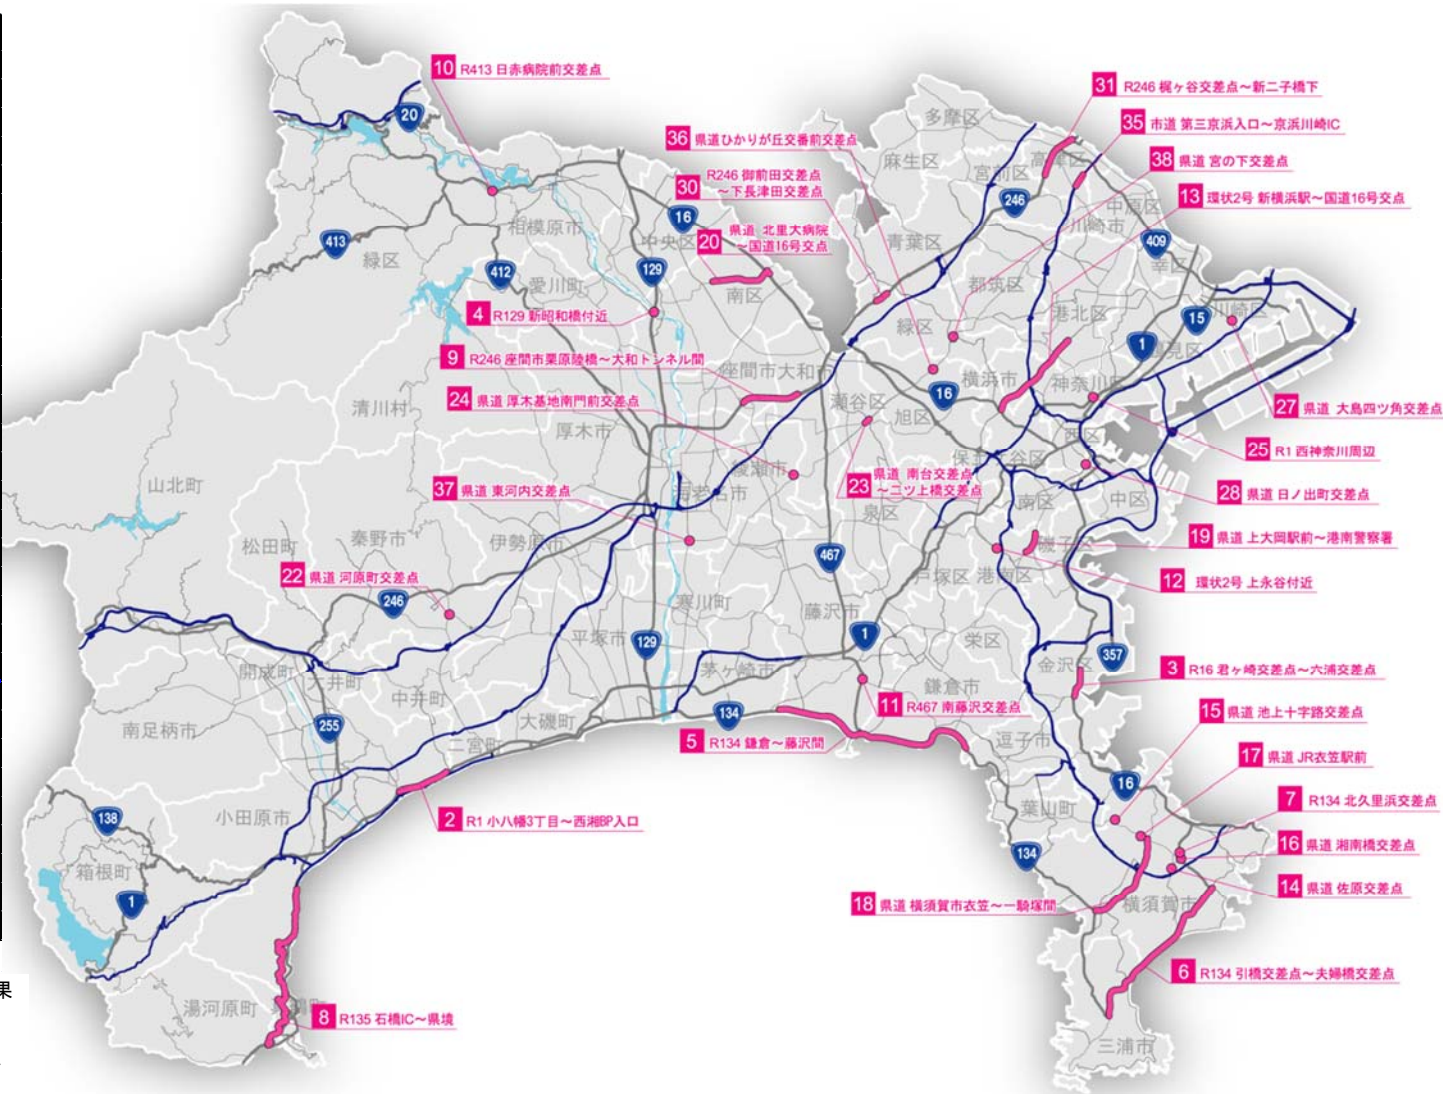 10 R413 日赤病院前交差点
31 R246 梶ヶ谷交差点～新二子橋下
35 市道 第三京浜入口～京浜川崎IC
36 県道ひかりが丘交番前交差点
38 県道 宮の下交差点
30 R246 御前田交差点
～下長津田交差点
13 環状2号 新横浜駅～国道16号交点
20 県道 北里大病院
～国道16号交点
4 R129 新昭和橋付近
9 R246 座間市栗原陸橋～大和トンネル間
24 県道 厚木基地南門前交差点
27 県道 大島四ツ角交差点
25 R1 西神奈川周辺
37 県道 東河内交差点
23 県道 南台交差点
～二ツ上橋交差点
28 県道 日ノ出町交差点
19 県道 上大岡駅前～港南警察署
22 県道 河原町交差点
12 環状2号 上永谷付近
3 R16 君ヶ崎交差点～六浦交差点
11 R467 南藤沢交差点
15 県道 池上十字路交差点
5 R134 鎌倉～藤沢間
17 県道 JR衣笠駅前
7 R134 北久里浜交差点
2 R1 小八幡3丁目～西湘BP入口
16 県道 湘南橋交差点
14 県道 佐原交差点
18 県道 横須賀市衣笠～一騎塚間
6 R134 引橋交差点～夫婦橋交差点
8 R135 石橋IC～県境
20
413
412
16
129
246
409
15
1
16
467
246
129
1
357
255
134
16
138
134
1
多摩区
麻生区
宮前区
高津区
中原区
川崎市
幸区
川崎区
青葉区
都筑区
港北区
緑区
相模原市
中央区
緑区
愛川町
南区
座間市
大和市
横浜市
神奈川区
瀬谷区
旭区
西区
清川村
厚木市
綾瀬市
海老名市
泉区
南区
中区
山北町
松田町
秦野市
伊勢原市
磯子区
戸塚区
港南区
寒川町
藤沢市
栄区
平塚市
茅ヶ崎市
金沢区
鎌倉市
開成町
中井町
南足柄市
大磯町
二宮町
逗子市
葉山町
小田原市
箱根町
横須賀市
湯河原町
三浦市
果